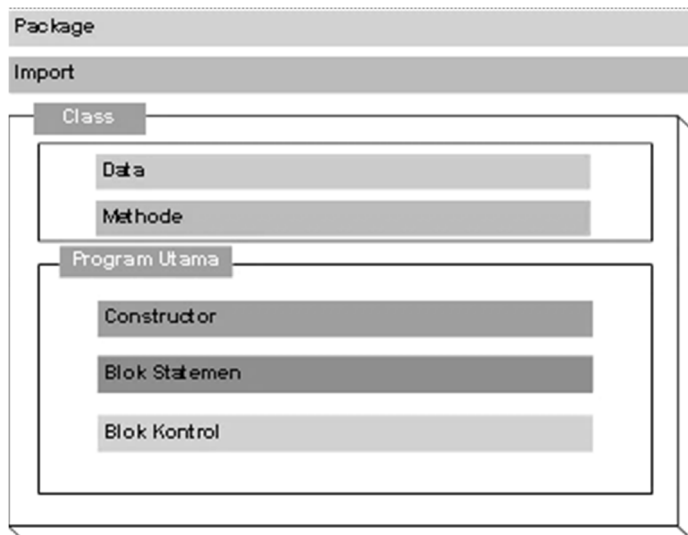 Package
Import
Class
Data
Methode
Program Utama
Constructor
Blok Statemen
Blok Kontrol